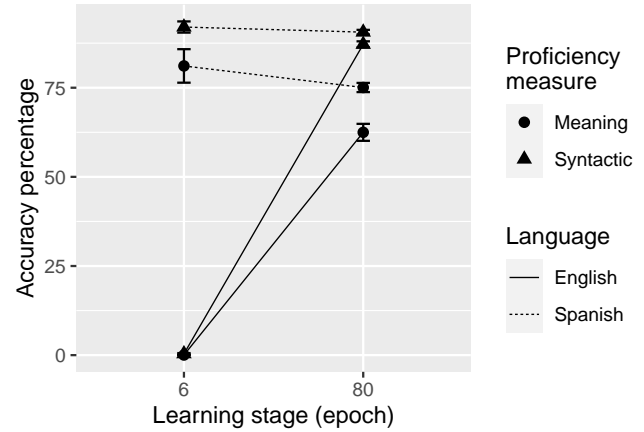 Accuracy percentage
75
50
25
0
6
80
Learning stage (epoch)
Proficiency
measure
Meaning
Syntactic
Language
English
Spanish